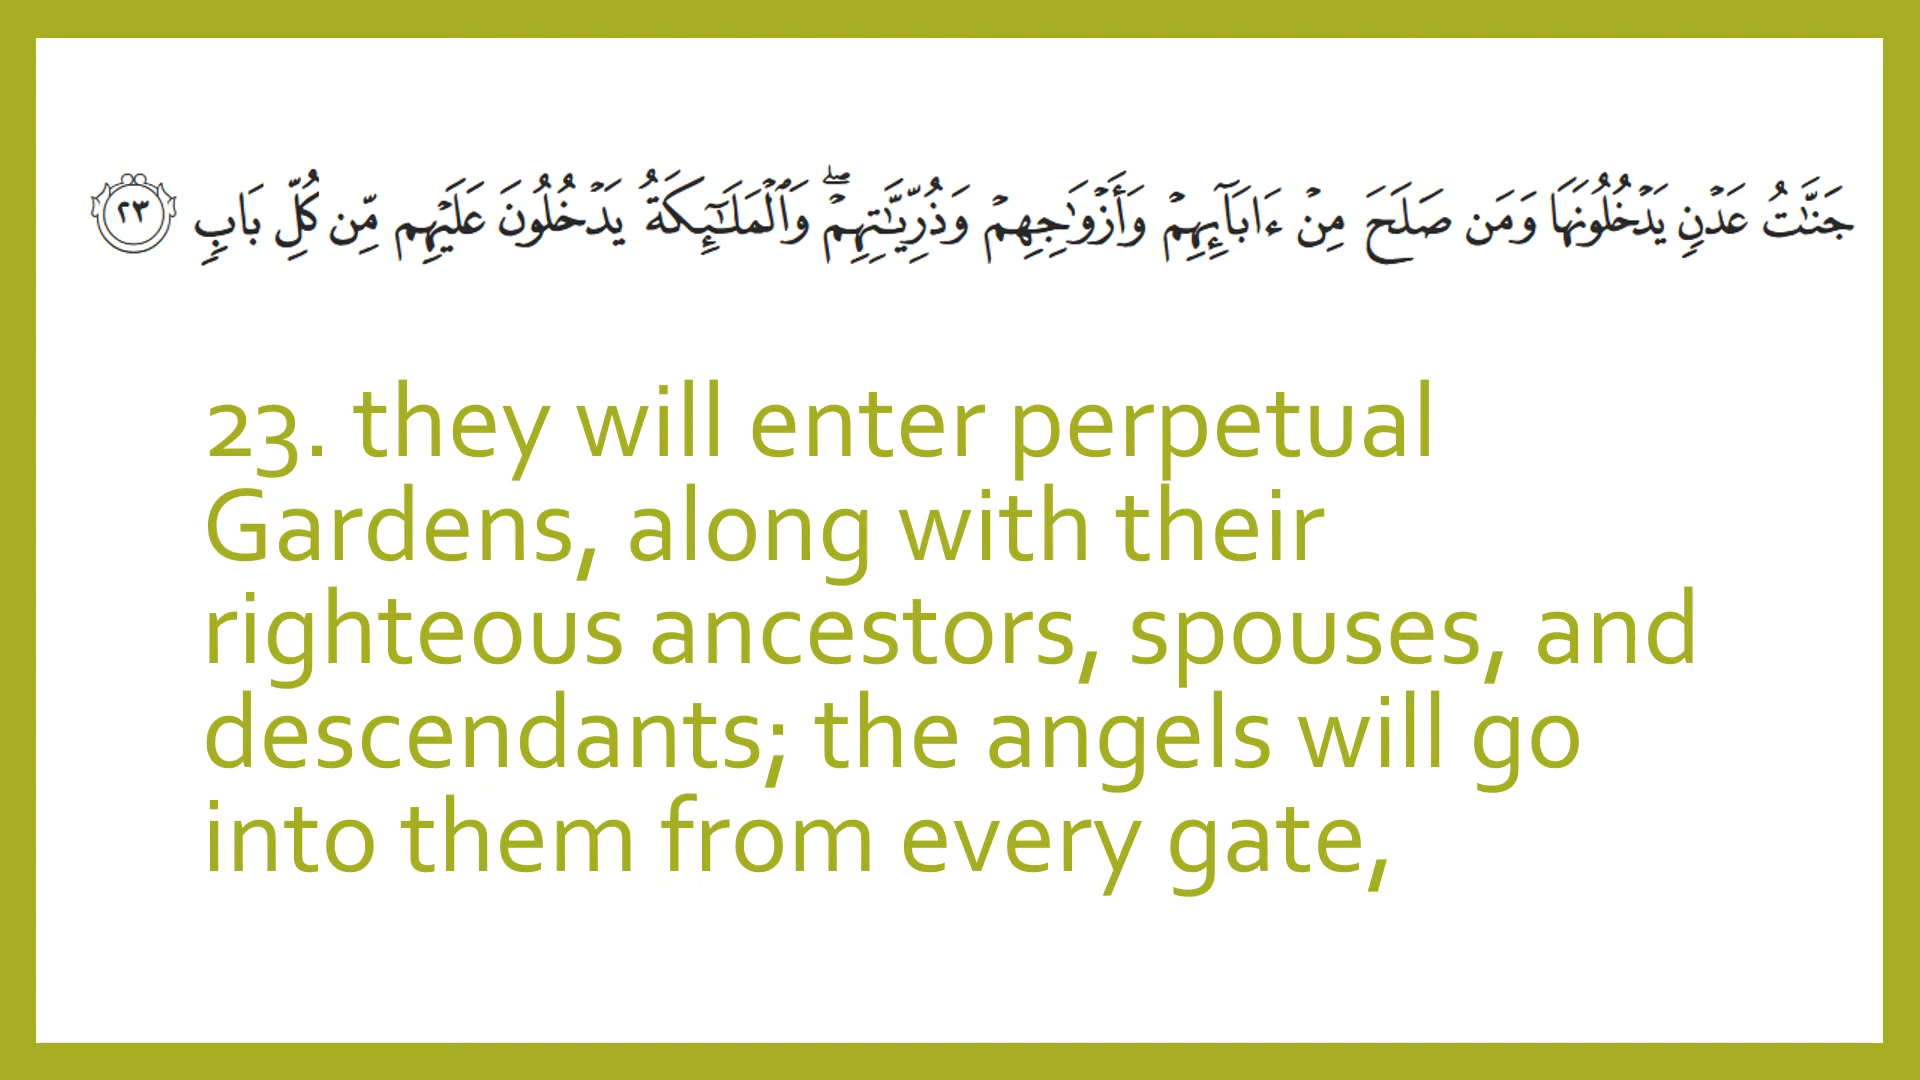 جَنَّٰتُ عَدۡنٖ يَدۡخُلُونَهَا وَمَن صَلَحَ مِنۡ ءَابَآئِهِمۡ وَأَزۡوَٰجِهِمۡ وَذُرِّيَّٰتِهِمۡۖ وَٱلۡمَلَٰٓئِكَةُ يَدۡخُلُونَ عَلَيۡهِم مِّن كُلِّ بَابٖ ٢٣
23. they will enter perpetual
Gardens, along with their
righteous ancestors, spouses, and
descendants; the angels will go
into them from every gate,